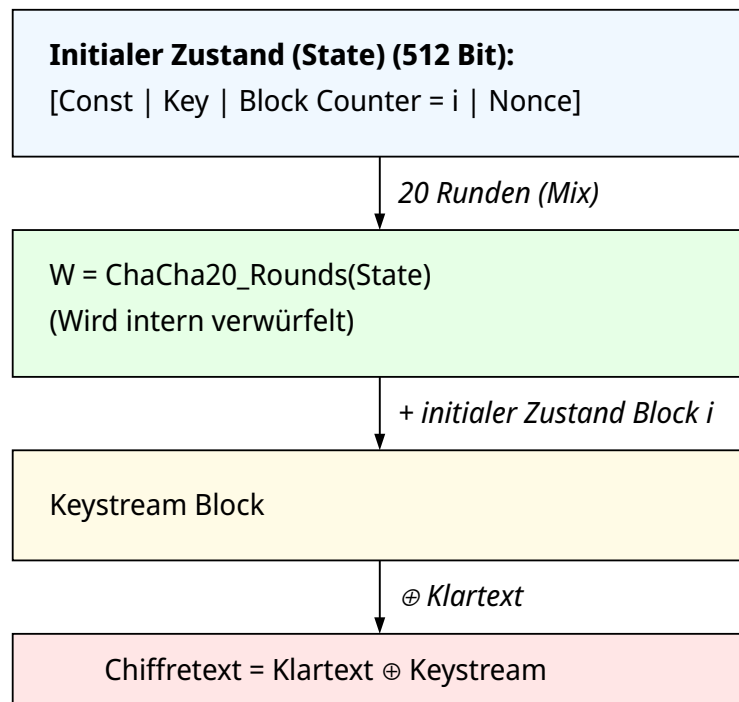 Initialer Zustand (State) (512 Bit):
[Const | Key | Block Counter = i | Nonce]
20 Runden (Mix)
W = ChaCha20_Rounds(State)
(Wird intern verwürfelt)
+ initialer Zustand Block i
Keystream Block
⊕ Klartext
Chiffretext = Klartext ⊕ Keystream